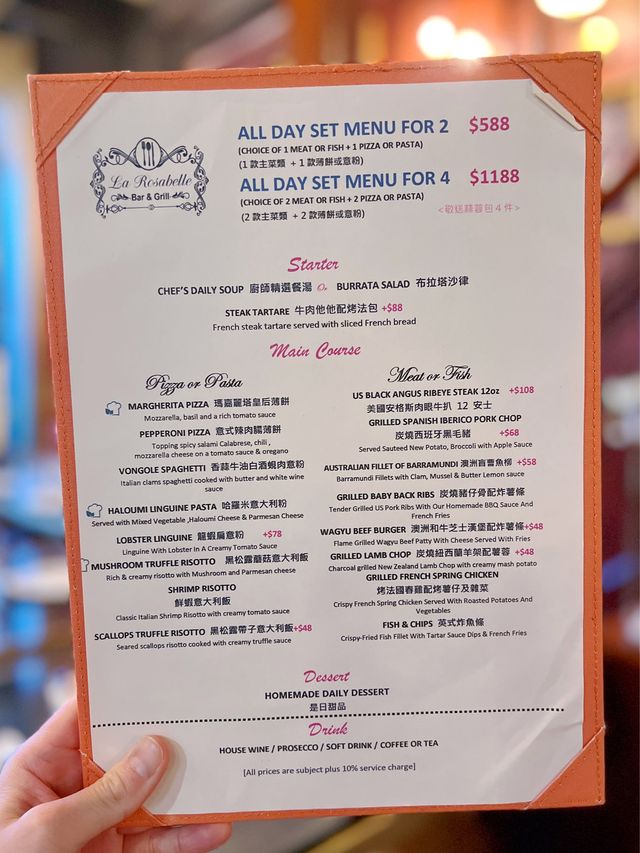 La Rosabelle
Bar & Grill
ALL DAY SET MENU FOR 2 $588
(CHOICE OF 1 MEAT OR FISH + 1 PIZZA OR PASTA)
(1 款主菜類 + 1 款薄餅或意粉)
ALL DAY SET MENU FOR 4 $1188
(CHOICE OF 2 MEAT OR FISH + 2 PIZZA OR PASTA)
(2 款主菜類 + 2 款薄餅或意粉)
<敬送蒜蓉包 4 件>
Starter
CHEF'S DAILY SOUP 廚師精選餐湯 Or BURRATA SALAD 布拉塔沙律
STEAK TARTARE 牛肉他他配烤法包 +$88
French steak tartare served with sliced French bread
Main Course
Pizza or Pasta
MARGHERITA PIZZA 瑪嘉麗塔皇后薄餅
Mozzarella, basil and a rich tomato sauce
PEPPERONI PIZZA 意式辣肉腸薄餅
Topping spicy salami Calabrese, chili ,
mozzarella cheese on a tomato sauce & oregano
VONGOLE SPAGHETTI 香蒜牛油白酒蜆肉意粉
Italian clams spaghetti cooked with butter and white wine
sauce
HALOUMI LINGUINE PASTA 哈羅米意大利粉
Served with Mixed Vegetable ,Haloumi Cheese & Parmesan Cheese
LOBSTER LINGUINE 龍蝦扁意粉 +$78
Linguine With Lobster In A Creamy Tomato Sauce
MUSHROOM TRUFFLE RISOTTO 黑松露蘑菇意大利飯
Rich & creamy risotto with Mushroom and Parmesan cheese
SHRIMP RISOTTO
鮮蝦意大利飯
Classic Italian Shrimp Risotto with creamy tomato sauce
SCALLOPS TRUFFLE RISOTTO 黑松露帶子意大利飯+$48
Seared scallops risotto cooked with creamy truffle sauce
Meat or Fish
US BLACK ANGUS RIBEYE STEAK 12oz +$108
美國安格斯肉眼牛扒 12 安士
GRILLED SPANISH IBERICO PORK CHOP
炭燒西班牙黑毛豬 +$68
Served Sauteed New Potato, Broccoli with Apple Sauce
AUSTRALIAN FILLET OF BARRAMUNDI 澳洲盲曹魚柳 +$58
Barramundi Fillets with Clam, Mussel & Butter Lemon sauce
GRILLED BABY BACK RIBS 炭燒豬仔骨配炸薯條
Tender Grilled US Pork Ribs With Our Homemade BBQ Sauce And
French Fries
WAGYU BEEF BURGER 澳洲和牛芝士漢堡配炸薯條+$48
Flame Grilled Wagyu Beef Patty With Cheese Served With Fries
GRILLED LAMB CHOP 炭燒紐西蘭羊架配薯蓉 +$48
Charcoal grilled New Zealand Lamb Chop with creamy mash potato
GRILLED FRENCH SPRING CHICKEN
烤法國春雞配烤薯仔及雜菜
Crispy French Spring Chicken Served With Roasted Potatoes And
Vegetables
FISH & CHIPS 英式炸魚條
Crispy-Fried Fish Fillet With Tartar Sauce Dips & French Fries
Dessert
HOMEMADE DAILY DESSERT
是日甜品
Drink
HOUSE WINE / PROSECCO / SOFT DRINK / COFFEE OR TEA
[All prices are subject plus 10% service charge]